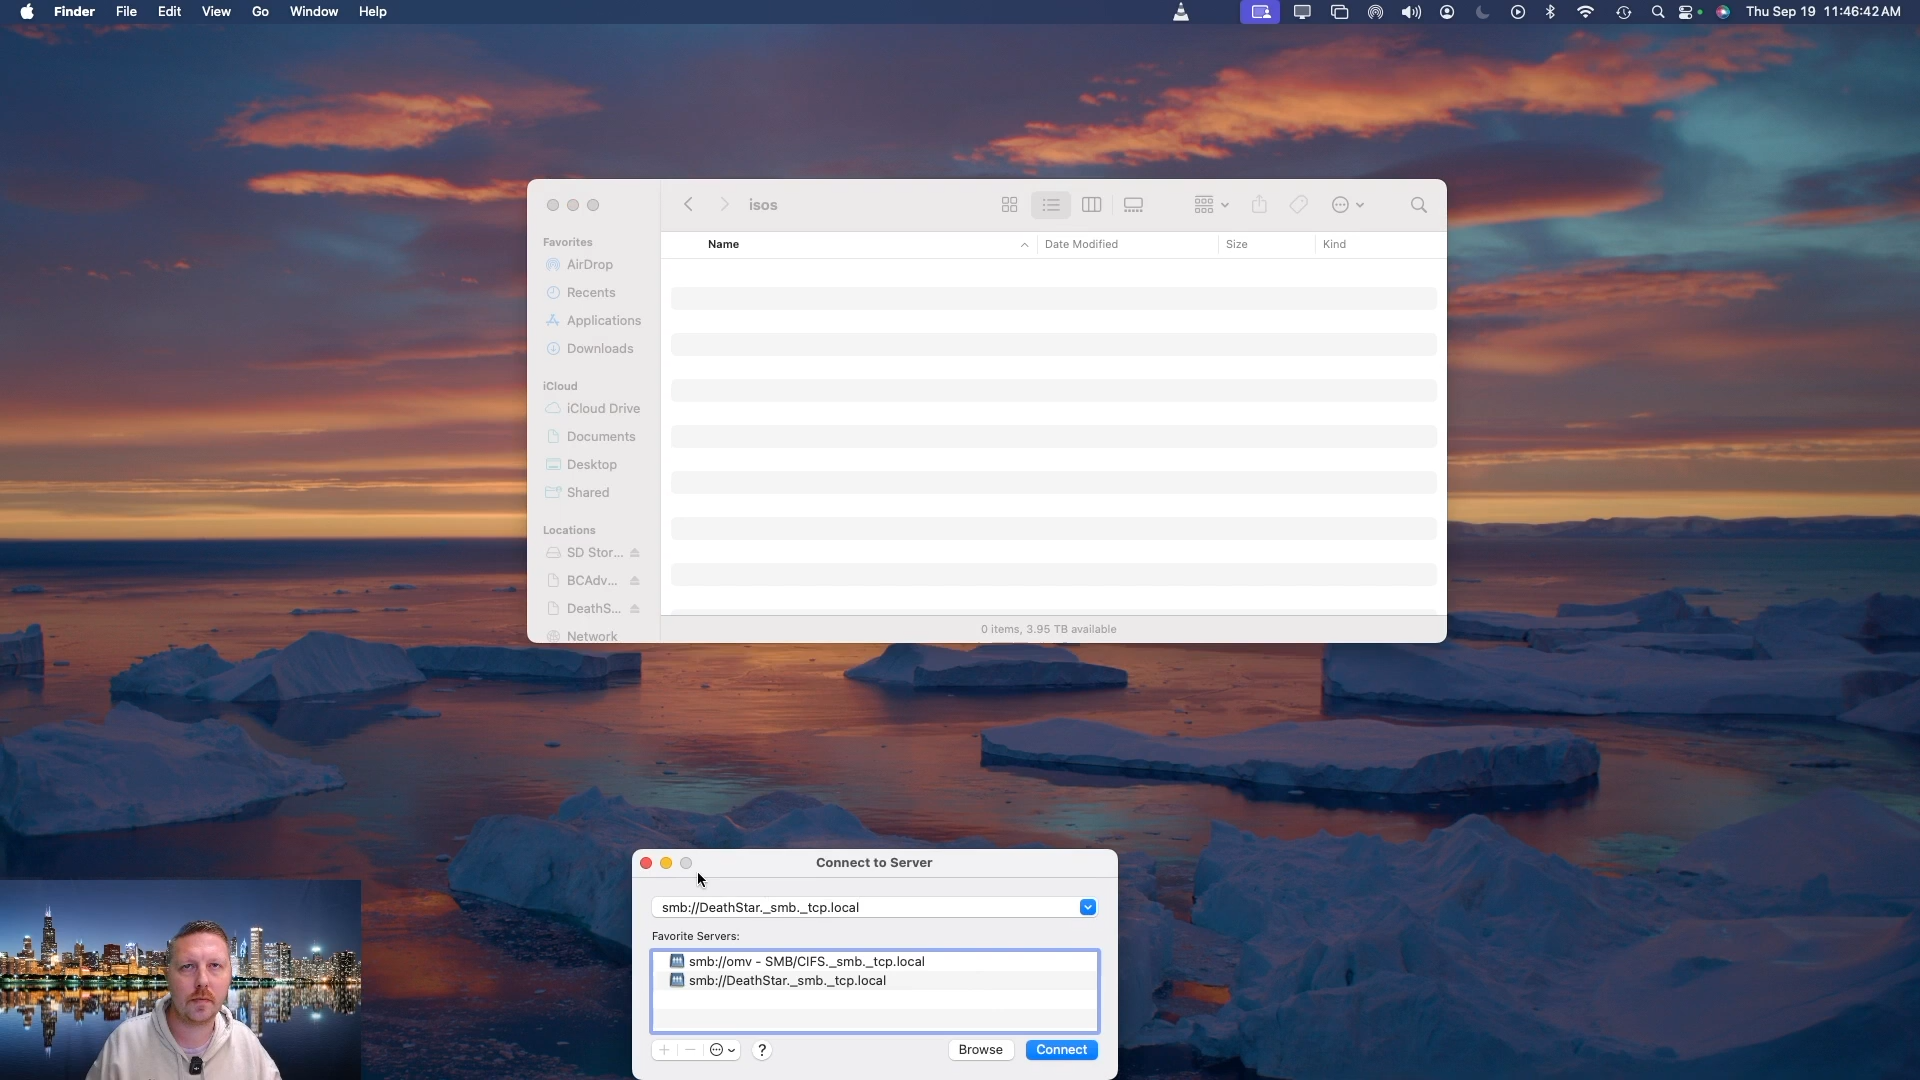 Finder File Edit View Go Window Help Thu Sep 19 11:46:42 AM
isos
Favorites
AirDrop
Recents
Applications
Downloads
iCloud
iCloud Drive
Documents
Desktop
Shared
Locations
SD Stor...
BCAdv...
DeathS...
Network
Name Date Modified Size Kind
0 items, 3.95 TB available
Connect to Server
smb://DeathStar._smb._tcp.local
Favorite Servers:
smb://omv - SMB/CIFS._smb._tcp.local
smb://DeathStar._smb._tcp.local
? Browse Connect